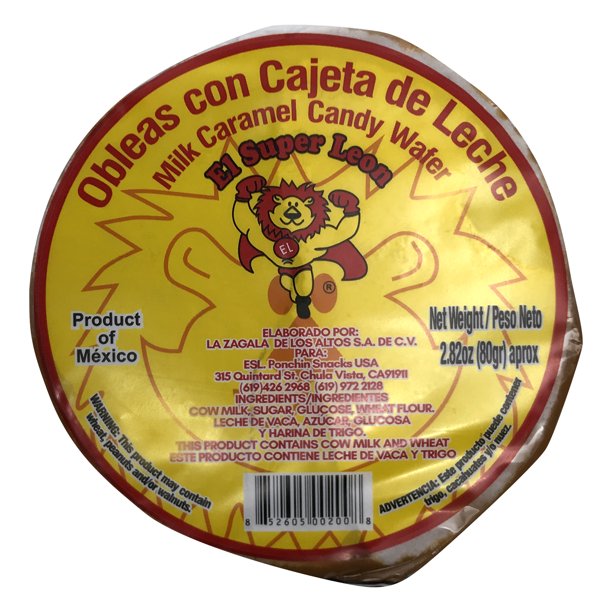 Obleas con Cajeta de Leche
Milk Caramel Candy Wafer
El Super Leon
EL
®
Product
of
México
Net Weight / Peso Neto
2.82oz (80gr) aprox
ELABORADO POR:
LA ZAGALA DE LOS ALTOS S.A. DE C.V.
PARA:
ESL. Ponchin Snacks USA
315 Quintard St. Chula Vista, CA91911
(619) 426 2968 (619) 972 2128
INGREDIENTS/INGREDIENTES
COW MILK, SUGAR, GLUCOSE, WHEAT FLOUR.
LECHE DE VACA, AZÚCAR, GLUCOSA
Y HARINA DE TRIGO.
THIS PRODUCT CONTAINS COW MILK AND WHEAT
ESTE PRODUCTO CONTIENE LECHE DE VACA Y TRIGO
WARNING: This product may contain
wheat, peanuts and/or walnuts.
ADVERTENCIA: Este producto puede contener
trigo, cacahuates y/o nuez.
8 52605 00200 8